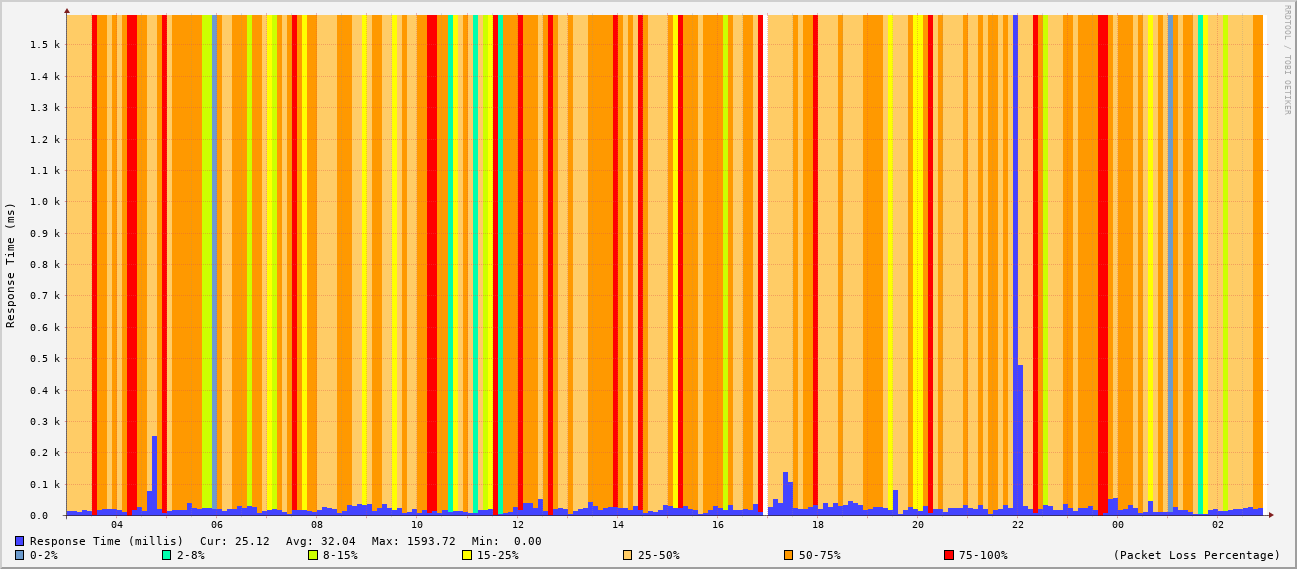 RRDTOOL / TOBI OETIKER
Response Time (ms)
1.5 k
1.4 k
1.3 k
1.2 k
1.1 k
1.0 k
0.9 k
0.8 k
0.7 k
0.6 k
0.5 k
0.4 k
0.3 k
0.2 k
0.1 k
0.0
04 06 08 10 12 14 16 18 20 22 00 02
Response Time (millis) Cur: 25.12 Avg: 32.04 Max: 1593.72 Min: 0.00
0-2% 2-8% 8-15% 15-25% 25-50% 50-75% 75-100% (Packet Loss Percentage)